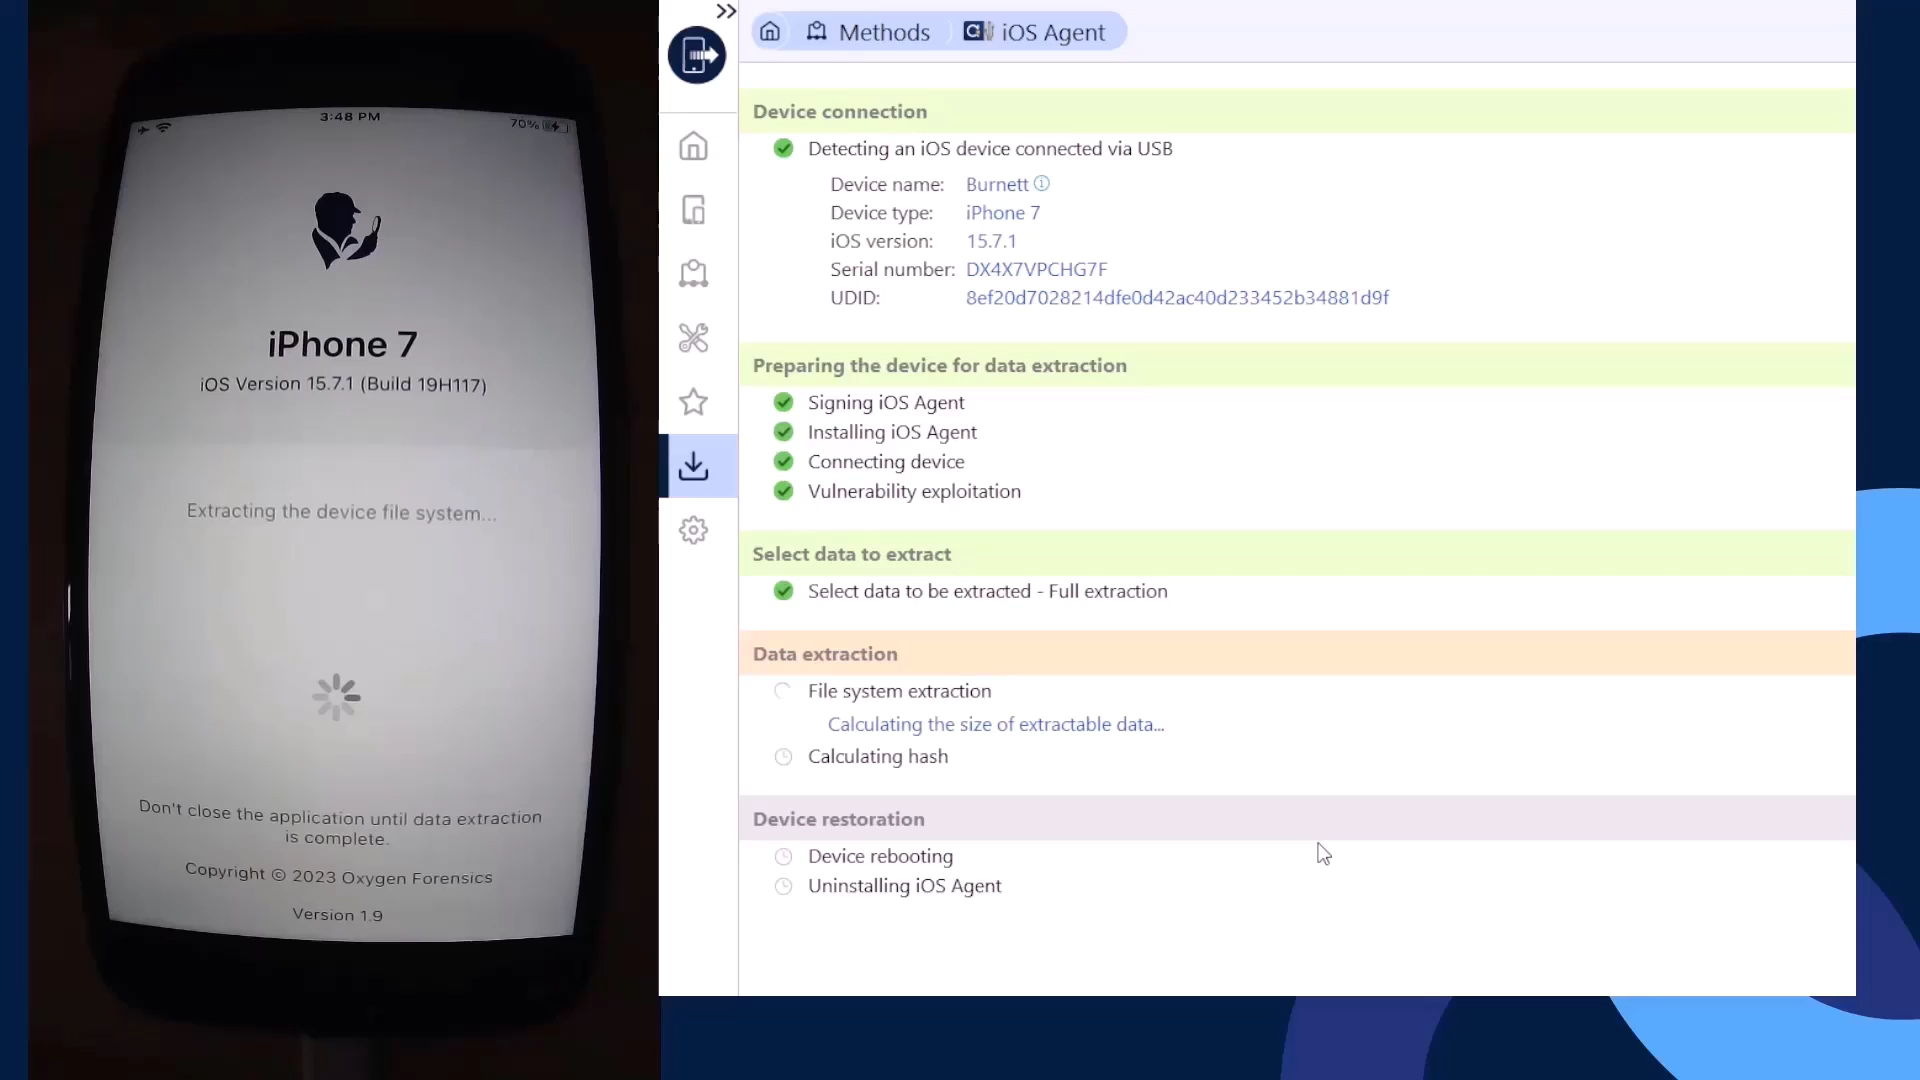 3:48 PM
70%
iPhone 7
iOS Version 15.7.1 (Build 19H117)
Extracting the device file system...
Don't close the application until data extraction
is complete.
Copyright © 2023 Oxygen Forensics
Version 1.9
Methods
iOS Agent
Device connection
Detecting an iOS device connected via USB
Device name: Burnett
Device type: iPhone 7
iOS version: 15.7.1
Serial number: DX4X7VPCHG7F
UDID: 8ef20d7028214dfe0d42ac40d233452b34881d9f
Preparing the device for data extraction
Signing iOS Agent
Installing iOS Agent
Connecting device
Vulnerability exploitation
Select data to extract
Select data to be extracted - Full extraction
Data extraction
File system extraction
Calculating the size of extractable data...
Calculating hash
Device restoration
Device rebooting
Uninstalling iOS Agent